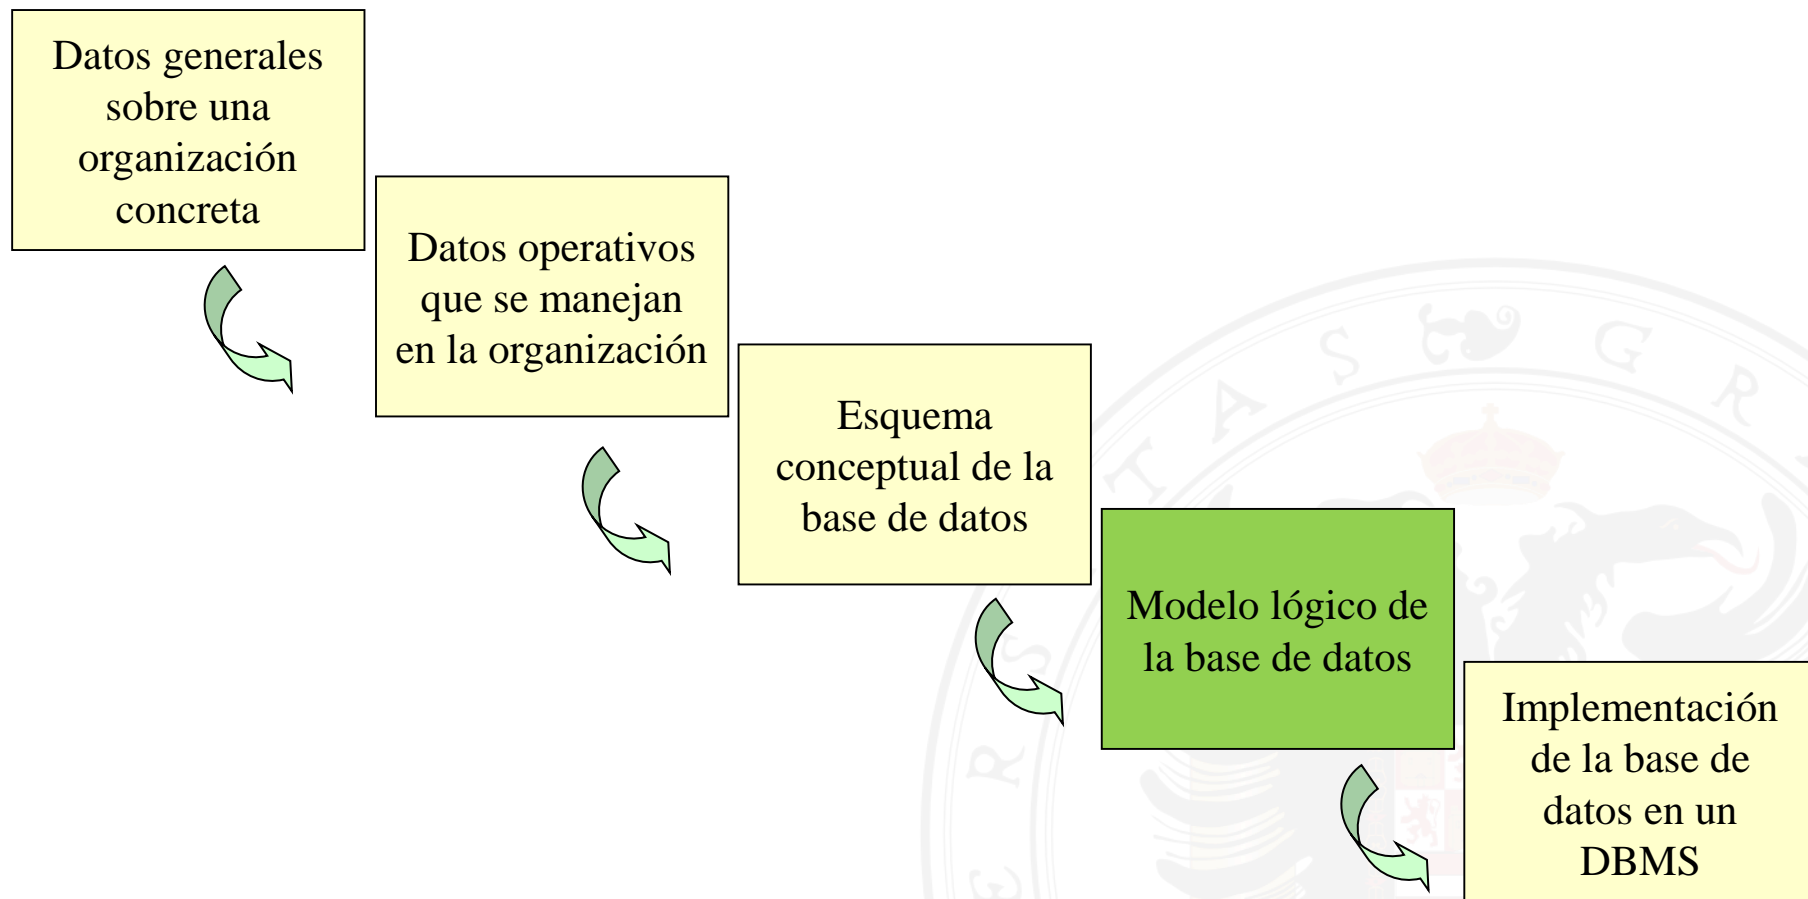 Datos generales
sobre una
organización
concreta
Datos operativos
que se manejan
en la organización
Esquema
conceptual de la
base de datos
Modelo lógico de
la base de datos
Implementación
de la base de
datos en un
DBMS